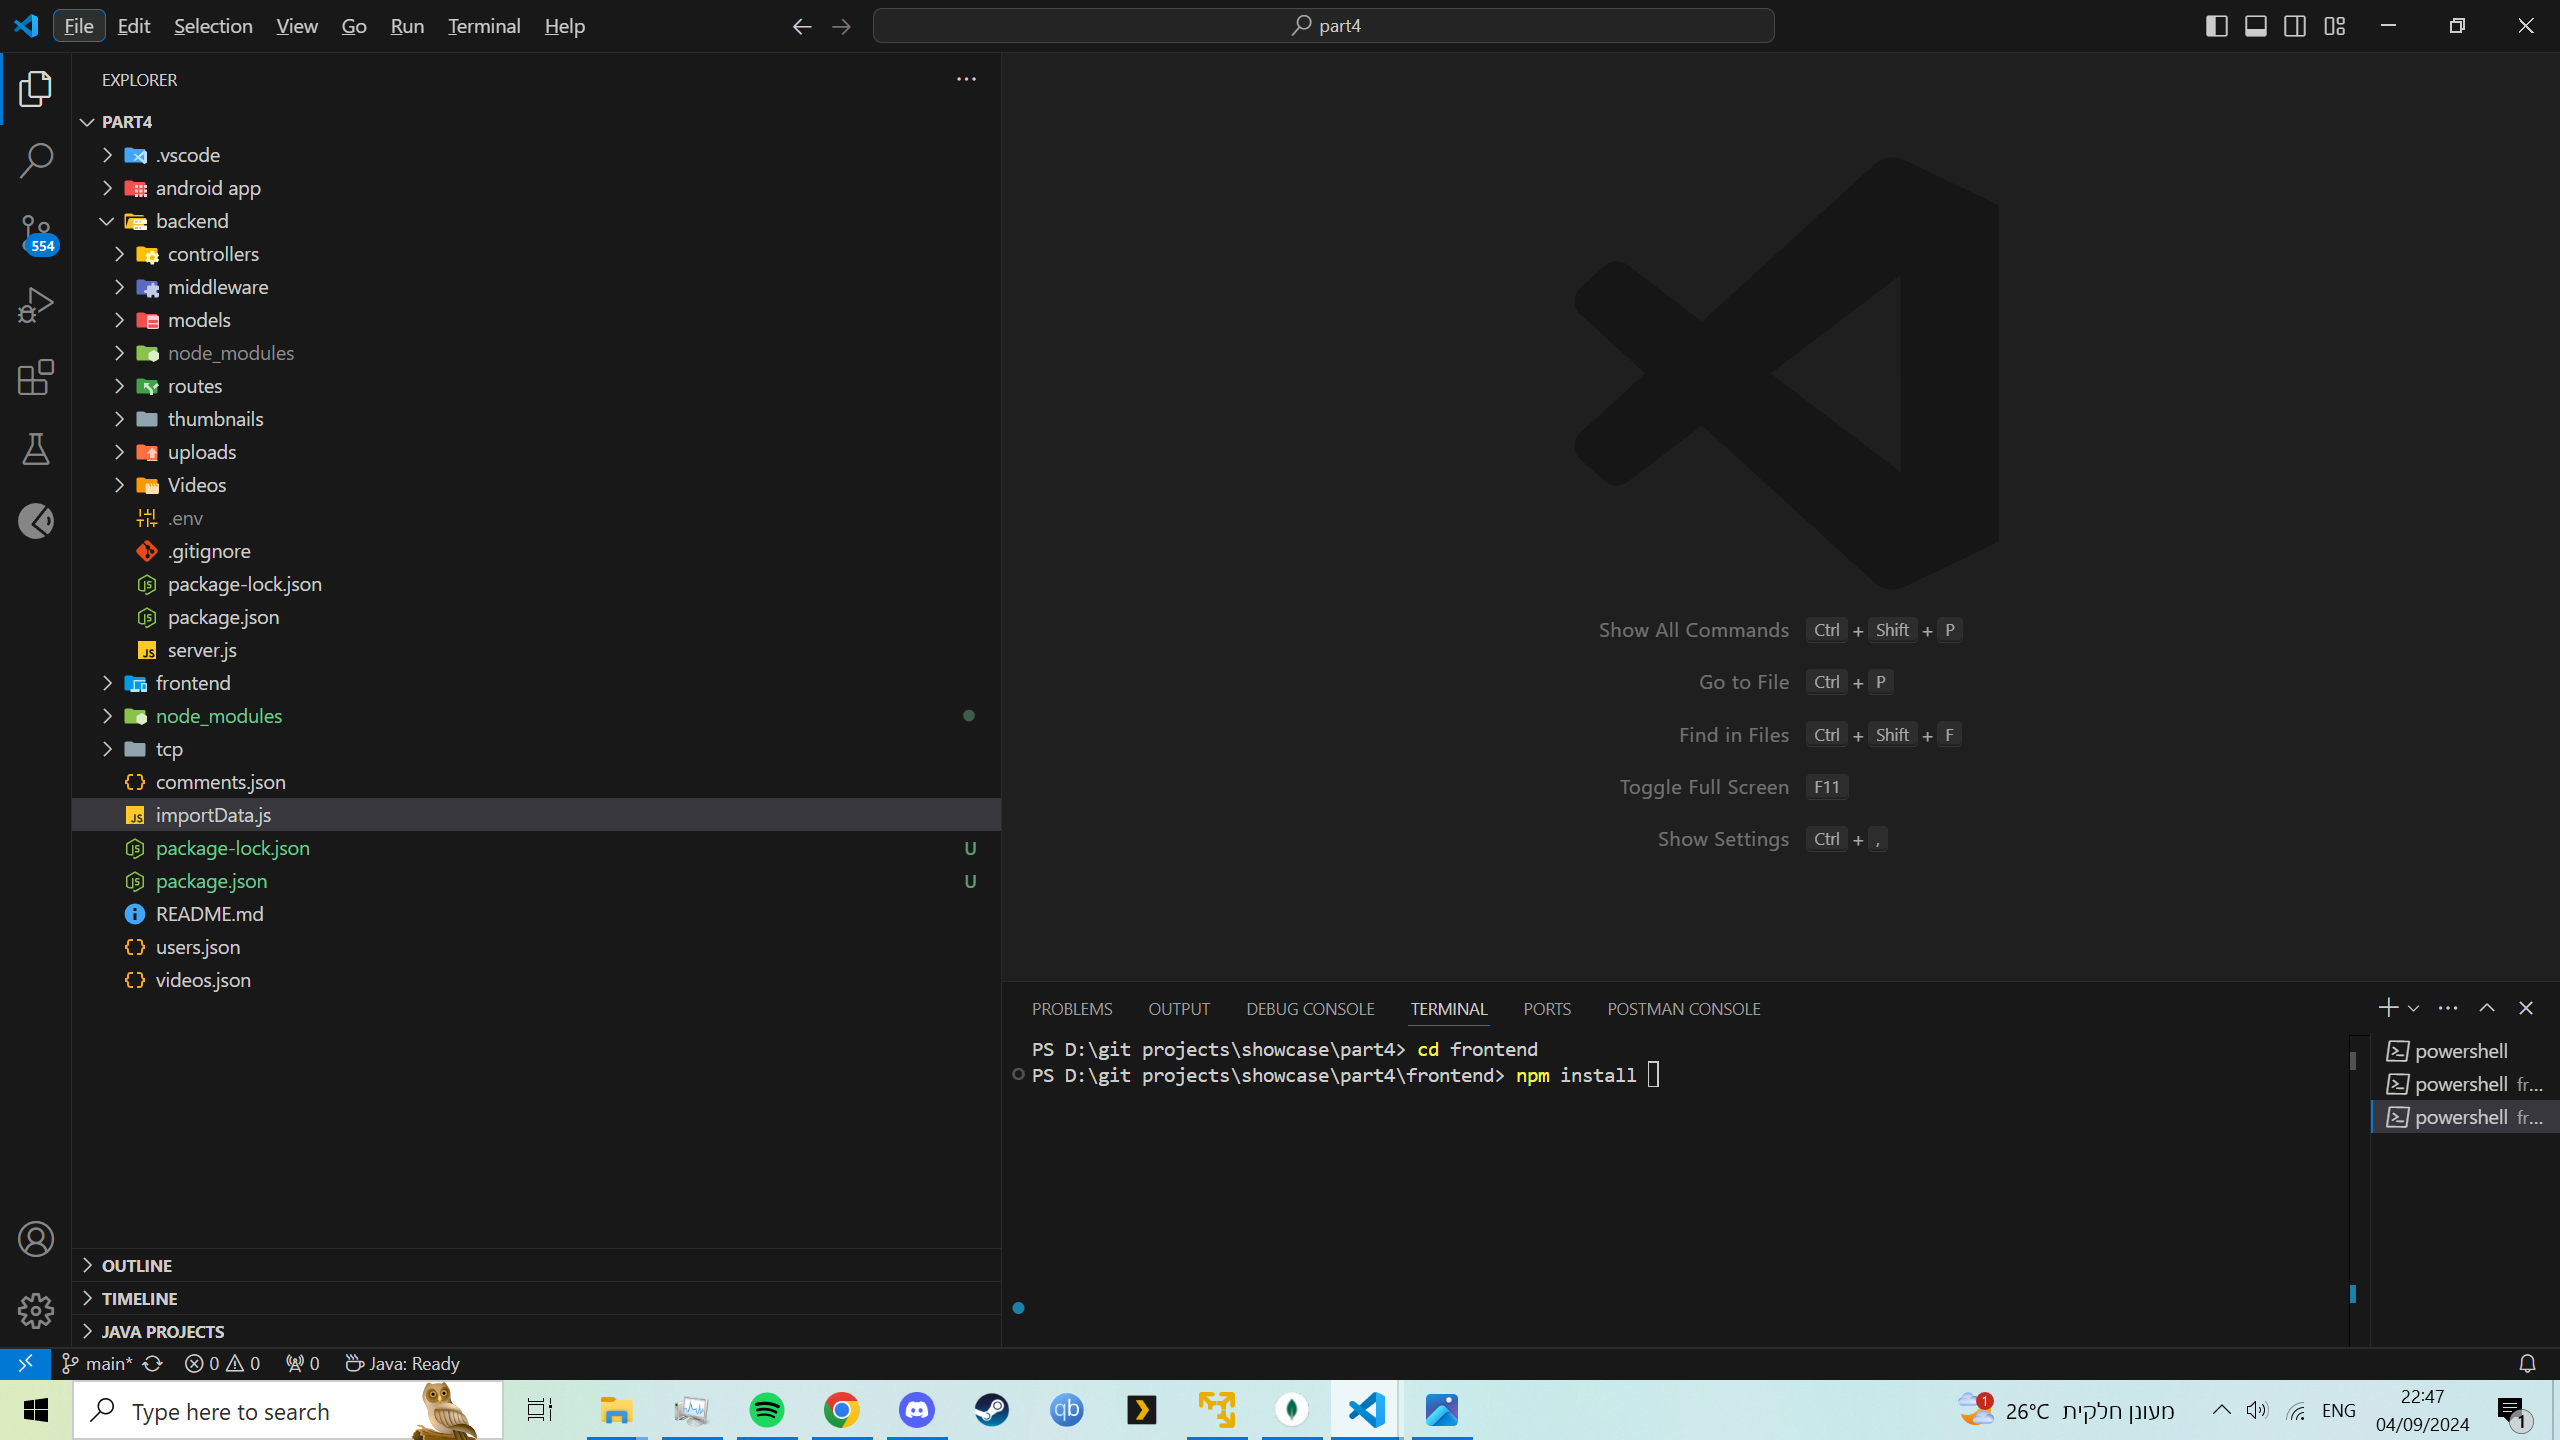 File Edit Selection View Go Run Terminal Help
part4
EXPLORER
PART4
.vscode
android app
backend
controllers
middleware
models
node_modules
routes
thumbnails
uploads
Videos
.env
.gitignore
package-lock.json
package.json
server.js
frontend
node_modules
tcp
comments.json
importData.js
package-lock.json U
package.json U
README.md
users.json
videos.json
OUTLINE
TIMELINE
JAVA PROJECTS
554
Show All Commands Ctrl + Shift + P
Go to File Ctrl + P
Find in Files Ctrl + Shift + F
Toggle Full Screen F11
Show Settings Ctrl + ,
PROBLEMS OUTPUT DEBUG CONSOLE TERMINAL PORTS POSTMAN CONSOLE
PS D:\git projects\showcase\part4> cd frontend
PS D:\git projects\showcase\part4\frontend> npm install
powershell
powershell fr...
powershell fr...
main* 0 0 0 Java: Ready
Type here to search
qb
1
26°C מעונן חלקית
ENG
22:47
04/09/2024
1